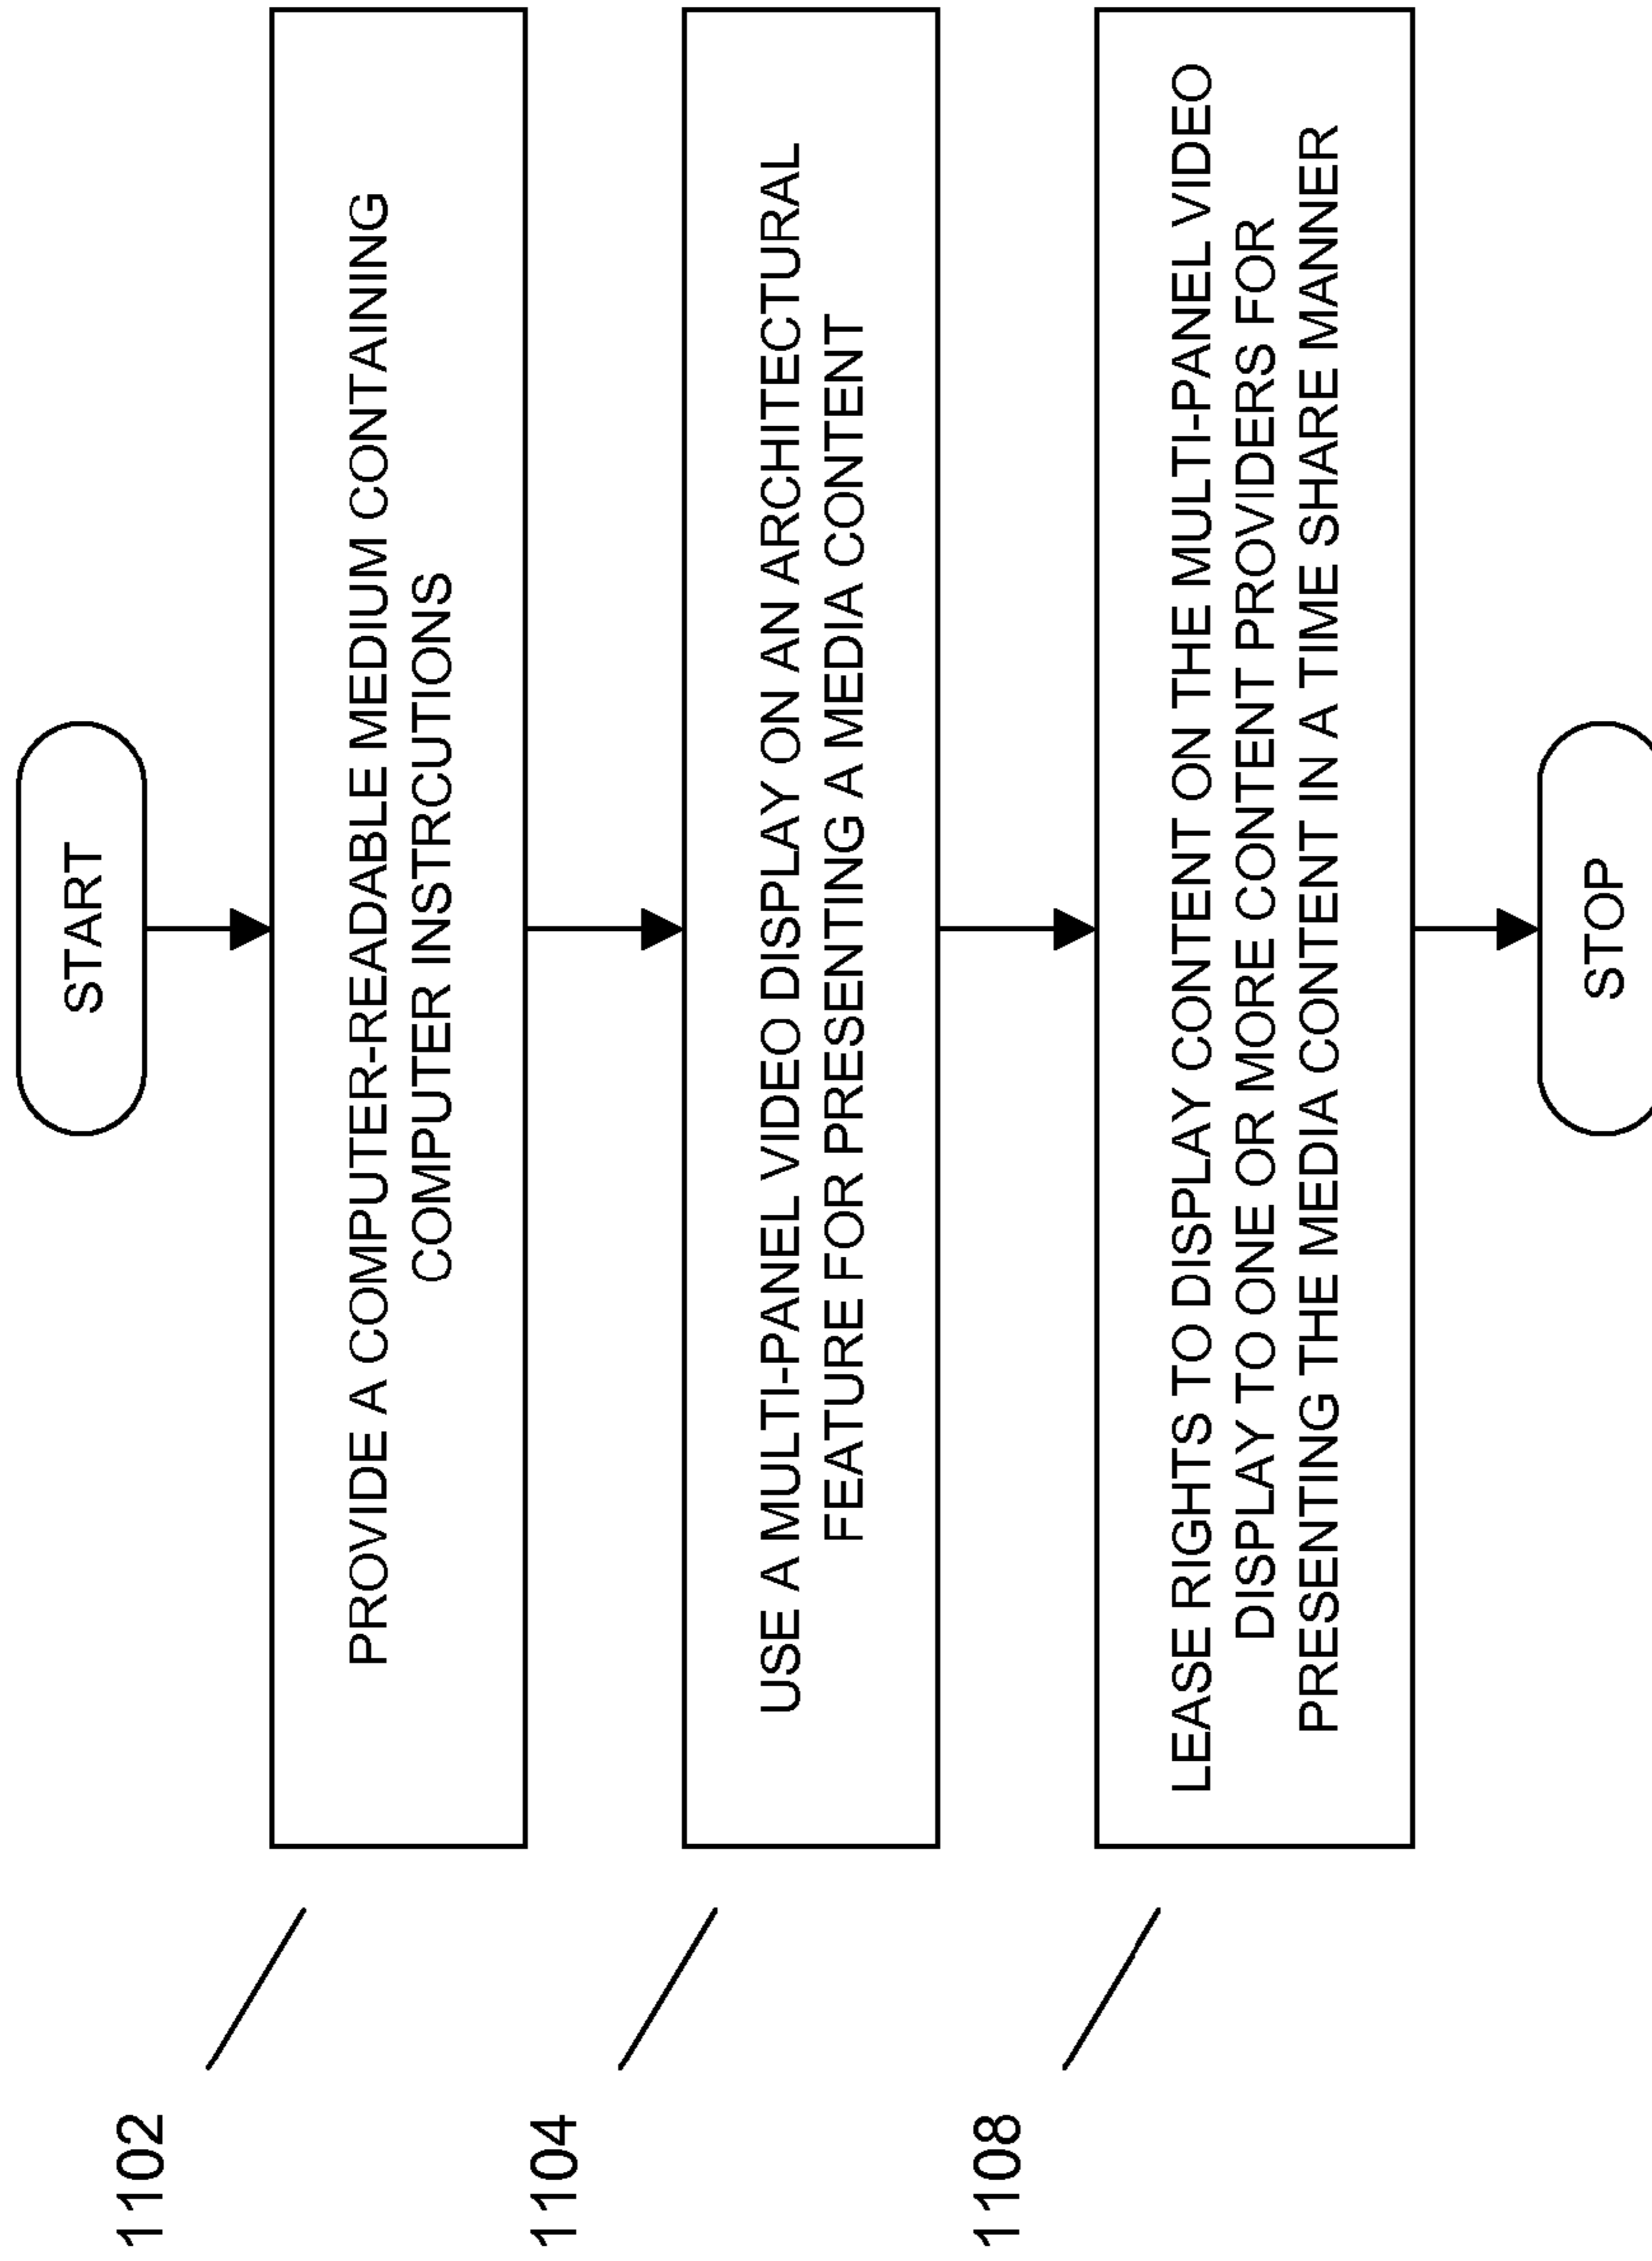 START
1102
PROVIDE A COMPUTER-READABLE MEDIUM CONTAINING
COMPUTER INSTRCUTIONS
1104
USE A MULTI-PANEL VIDEO DISPLAY ON AN ARCHITECTURAL
FEATURE FOR PRESENTING A MEDIA CONTENT
1108
LEASE RIGHTS TO DISPLAY CONTENT ON THE MULTI-PANEL VIDEO
DISPLAY TO ONE OR MORE CONTENT PROVIDERS FOR
PRESENTING THE MEDIA CONTENT IN A TIME SHARE MANNER
STOP